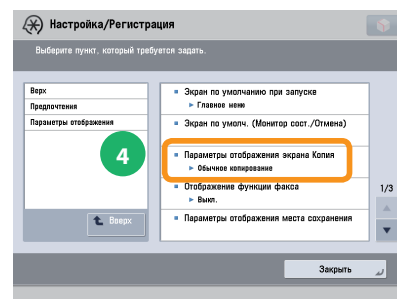 Настройка/Регистрация
Выберите пункт, который требуется задать.
Верх
Предпочтения
Параметры отображения
4
Вверх
Экран по умолчанию при запуске
Главное меню
Экран по умолч. (Монитор сост./Отмена)
Параметры отображения экрана Копия
Обычное копирование
Отображение функции факса
Выкл.
Параметры отображения места сохранения
1/3
Закрыть